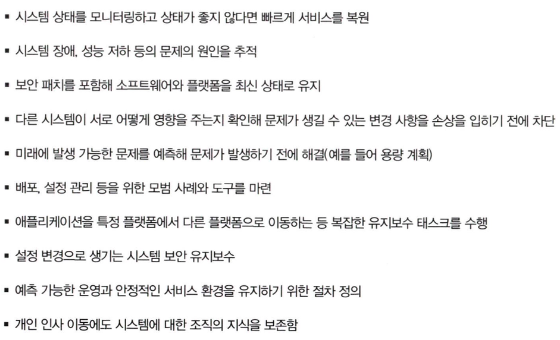 ▪ 시스템 상태를 모니터링하고 상태가 좋지 않다면 빠르게 서비스를 복원
▪ 시스템 장애, 성능 저하 등의 문제의 원인을 추적
▪ 보안 패치를 포함해 소프트웨어와 플랫폼을 최신 상태로 유지
▪ 다른 시스템이 서로 어떻게 영향을 주는지 확인해 문제가 생길 수 있는 변경 사항을 손상을 입히기 전에 차단
▪ 미래에 발생 가능한 문제를 예측해 문제가 발생하기 전에 해결(예를 들어 용량 계획)
▪ 배포, 설정 관리 등을 위한 모범 사례와 도구를 마련
▪ 애플리케이션을 특정 플랫폼에서 다른 플랫폼으로 이동하는 등 복잡한 유지보수 태스크를 수행
▪ 설정 변경으로 생기는 시스템 보안 유지보수
▪ 예측 가능한 운영과 안정적인 서비스 환경을 유지하기 위한 절차 정의
▪ 개인 인사 이동에도 시스템에 대한 조직의 지식을 보존함